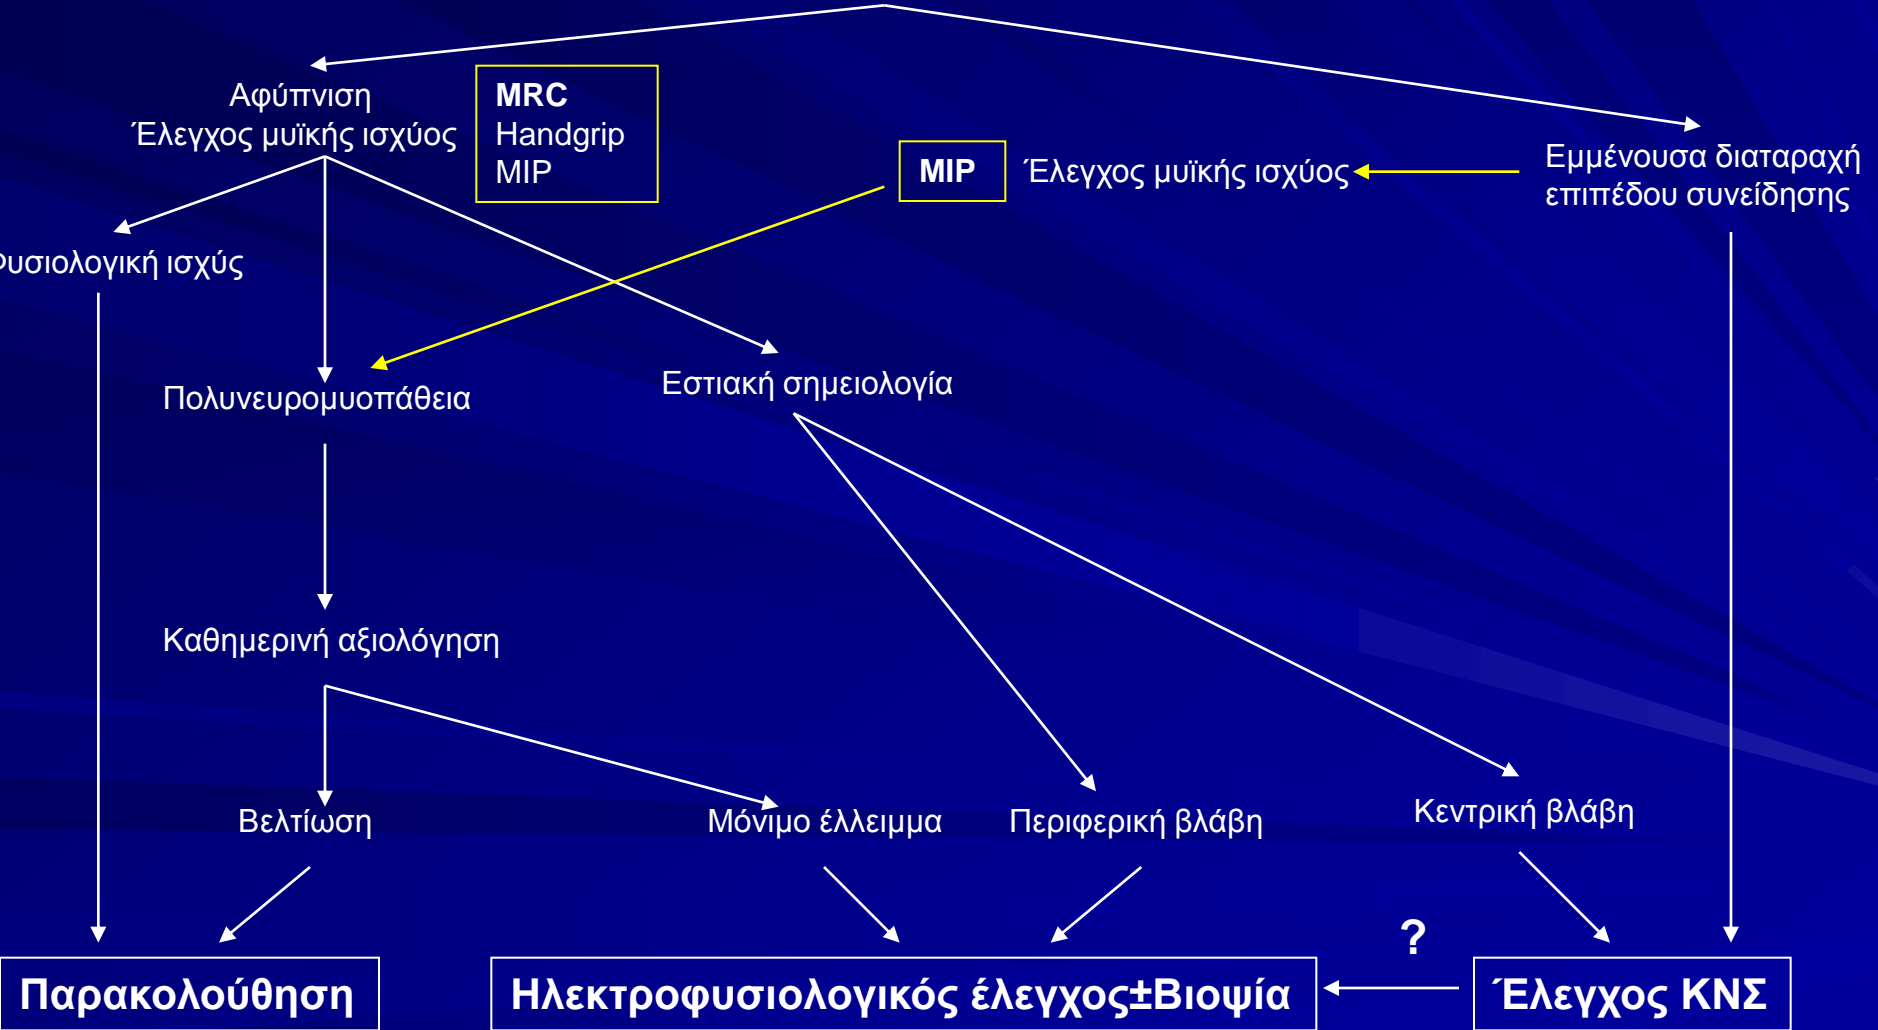 Αφύπνιση
Έλεγχος μυϊκής ισχύος
MRC
Handgrip
MIP
MIP
Έλεγχος μυϊκής ισχύος
Εμμένουσα διαταραχή
επιπέδου συνείδησης
Φυσιολογική ισχύς
Πολυνευρομυοπάθεια
Εστιακή σημειολογία
Καθημερινή αξιολόγηση
Βελτίωση
Μόνιμο έλλειμμα
Περιφερική βλάβη
Κεντρική βλάβη
?
Παρακολούθηση
Ηλεκτροφυσιολογικός έλεγχος±Βιοψία
Έλεγχος ΚΝΣ